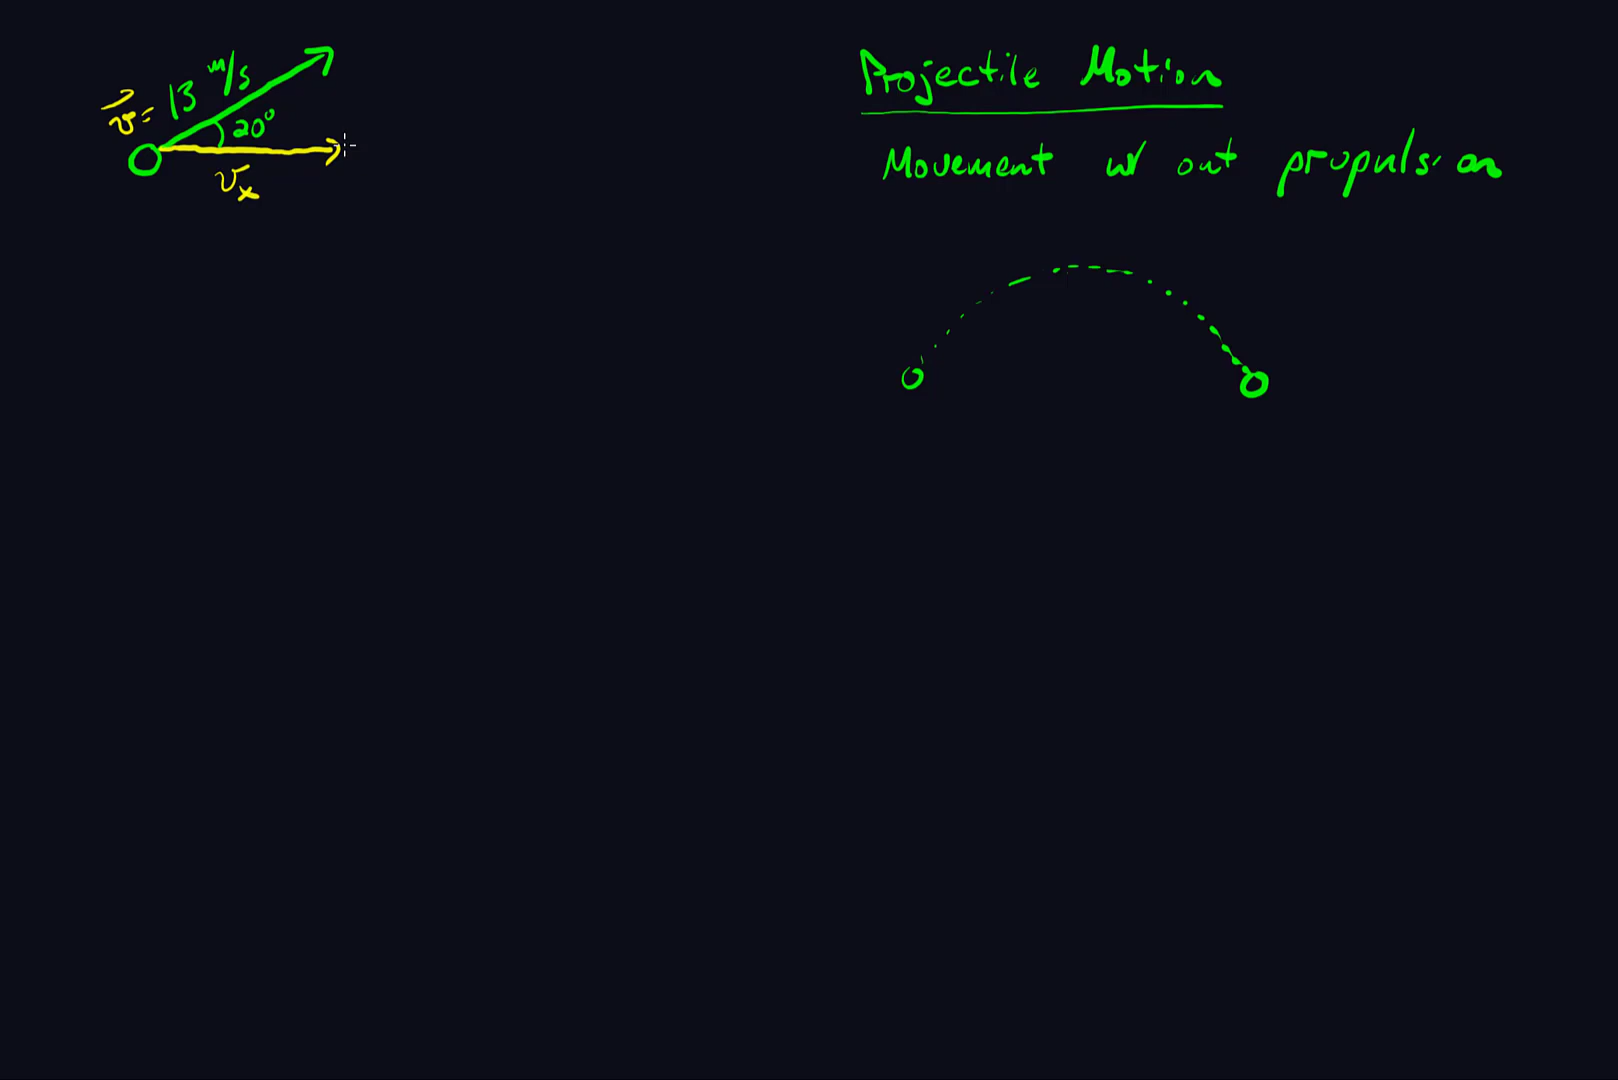 v⃗ = 13 m/s
20°
vₓ
Projectile Motion
Movement w/ out propulsion